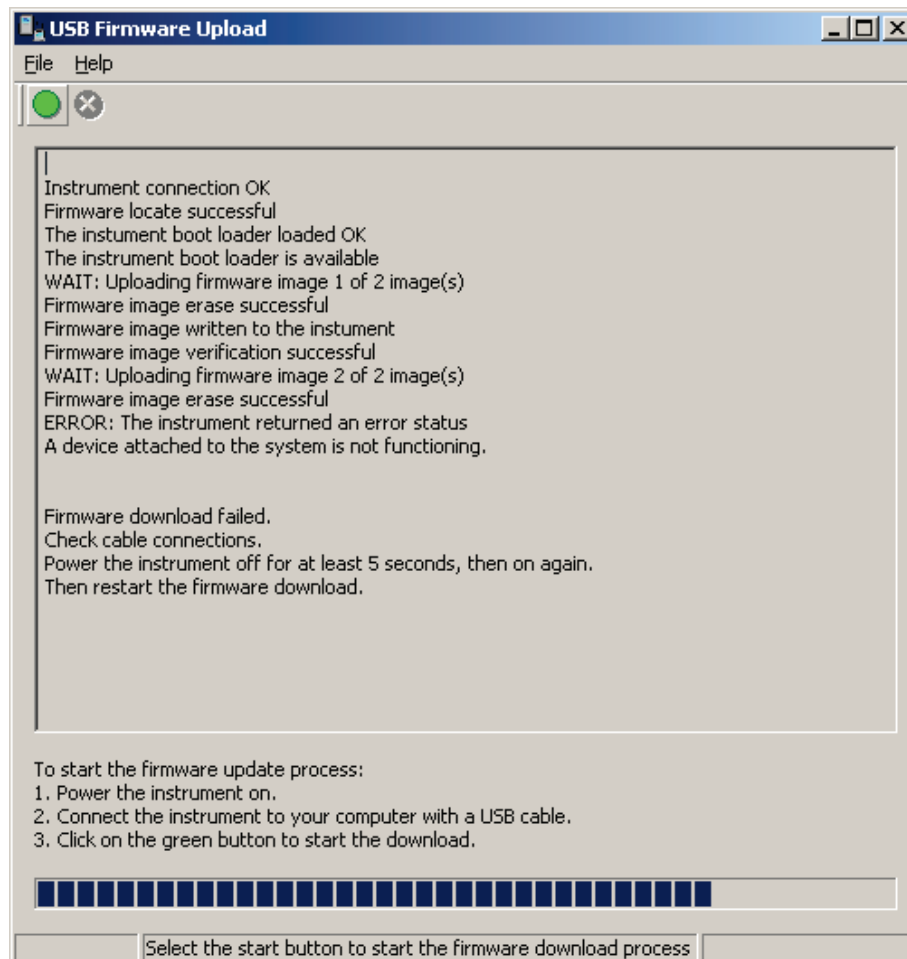 USB Firmware Upload
File Help
Instrument connection OK
Firmware locate successful
The instument boot loader loaded OK
The instrument boot loader is available
WAIT: Uploading firmware image 1 of 2 image(s)
Firmware image erase successful
Firmware image written to the instument
Firmware image verification successful
WAIT: Uploading firmware image 2 of 2 image(s)
Firmware image erase successful
ERROR: The instrument returned an error status
A device attached to the system is not functioning.
Firmware download failed.
Check cable connections.
Power the instrument off for at least 5 seconds, then on again.
Then restart the firmware download.
To start the firmware update process:
1. Power the instrument on.
2. Connect the instrument to your computer with a USB cable.
3. Click on the green button to start the download.
Select the start button to start the firmware download process